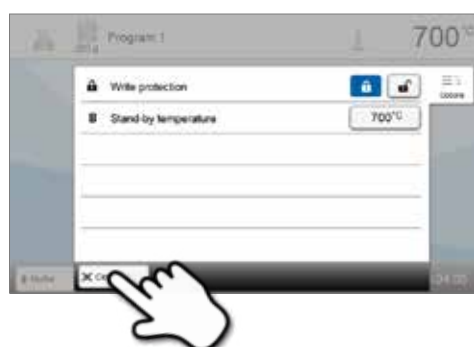 Program 1
700°C
Write protection
Stand-by temperature
700°C
Options